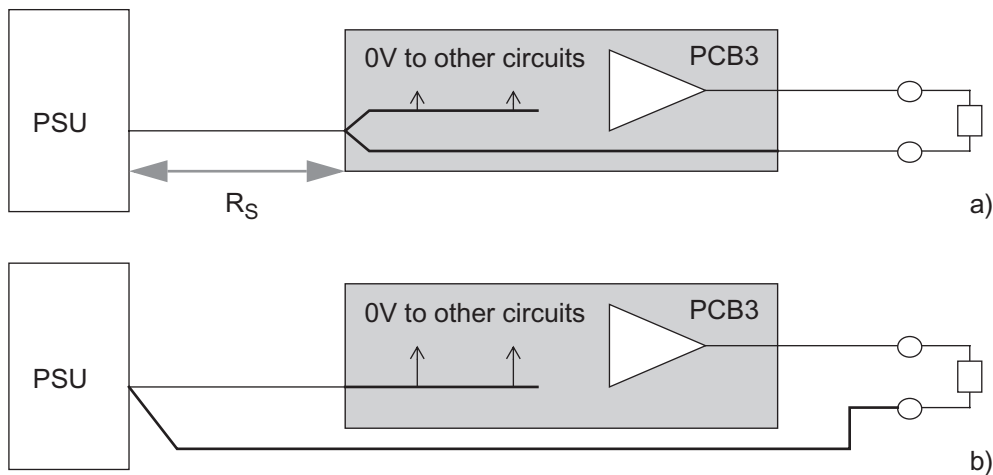 0V to other circuits
PCB3
PSU
R_S
a)
0V to other circuits
PCB3
PSU
b)